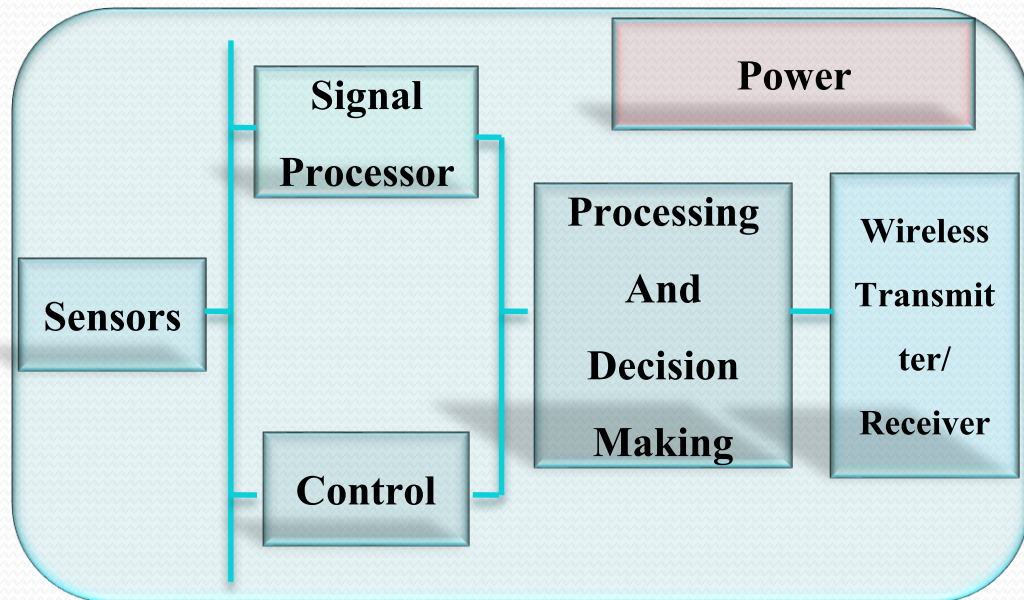 Signal
Processor
Power
Sensors
Control
Processing
And
Decision
Making
Wireless
Transmit
ter/
Receiver